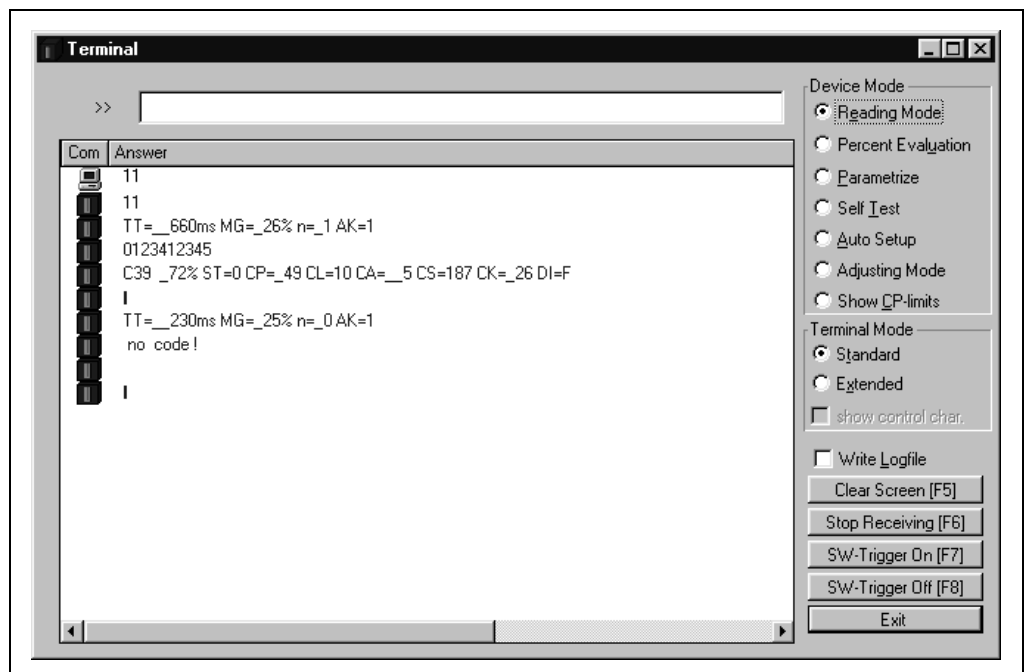 Terminal
>>
Com Answer
11
11
TT=__660ms MG=_26% n=_1 AK=1
0123412345
C39 _72% ST=0 CP=_49 CL=10 CA=__5 CS=187 CK=_26 DI=F
I
TT=__230ms MG=_25% n=_0 AK=1
no code !
I
Device Mode
Reading Mode
Percent Evaluation
Parametrize
Self Test
Auto Setup
Adjusting Mode
Show CP-limits
Terminal Mode
Standard
Extended
show control char.
Write Logfile
Clear Screen [F5]
Stop Receiving [F6]
SW-Trigger On [F7]
SW-Trigger Off [F8]
Exit